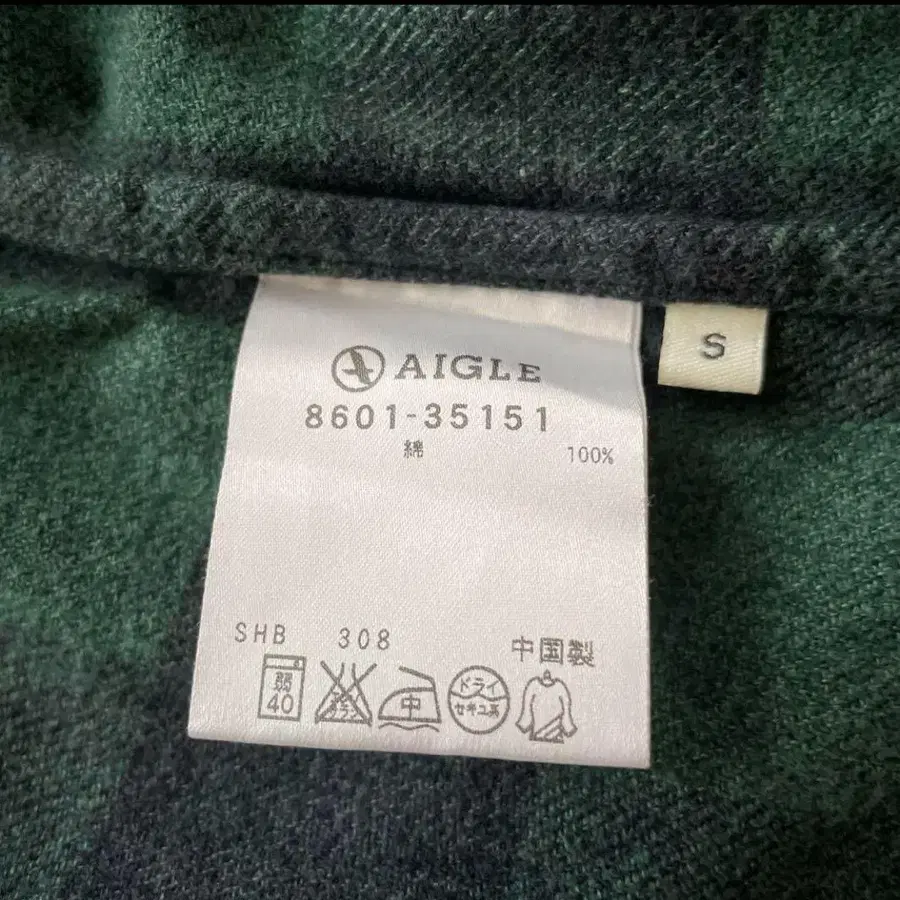 AIGLE
S
8601-35151
綿 100%
SHB 308
中国製
弱
40
中
ドライ
セキユ系